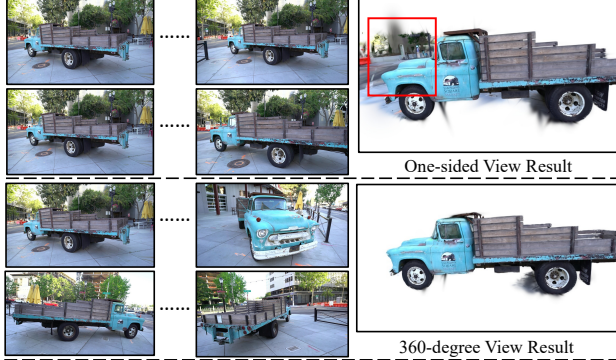 ......
......
One-sided View Result
......
......
360-degree View Result